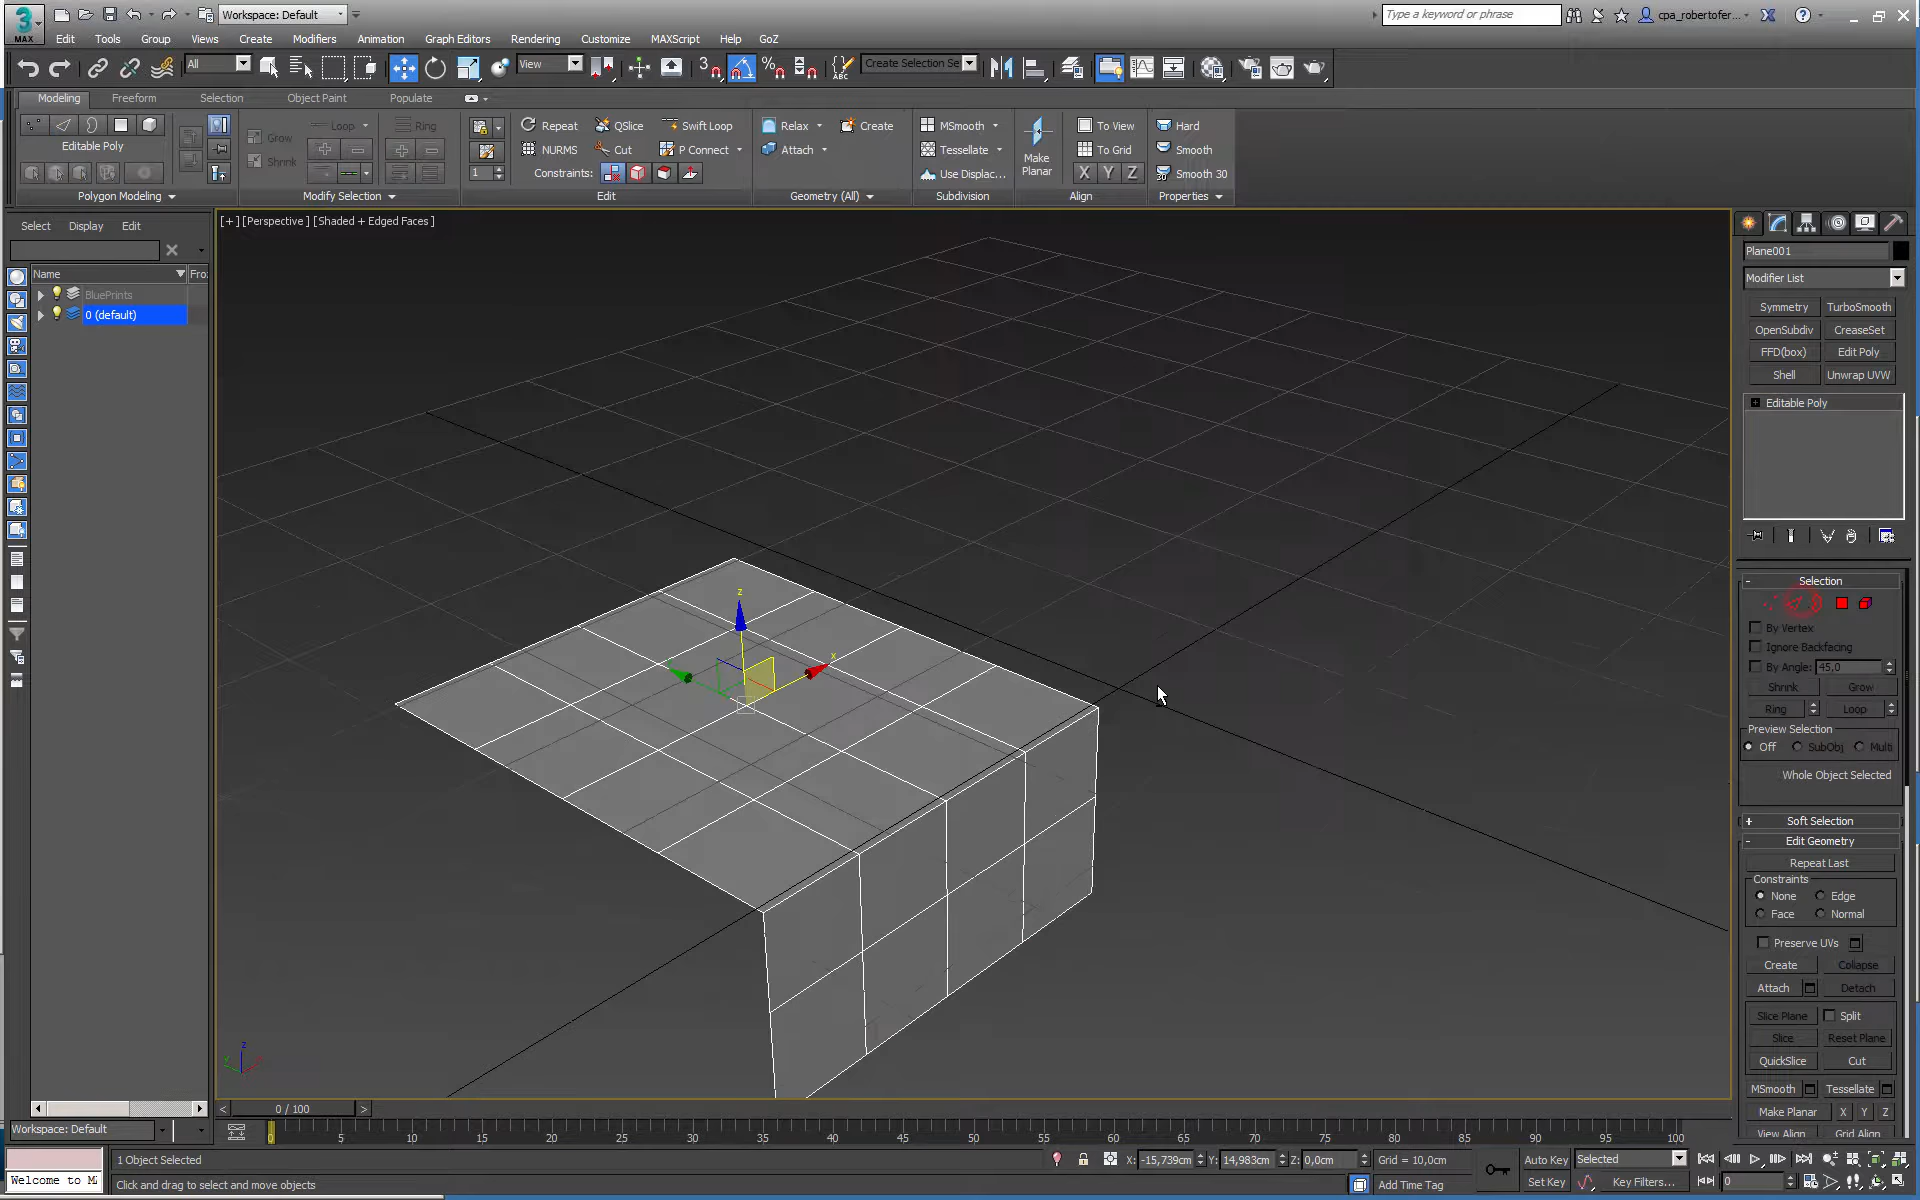 Workspace: Default
Type a keyword or phrase
cpa_robertofer...
MAX
Edit Tools Group Views Create Modifiers Animation Graph Editors Rendering Customize MAXScript Help GoZ
All
View
3
ABC
Create Selection Se
Modeling Freeform Selection Object Paint Populate
Grow Loop Ring
Repeat QSlice Swift Loop
Relax Create
MSmooth
To View
Hard
Editable Poly
Shrink
NURMS Cut P Connect
Attach
Tessellate
Make Planar
To Grid
Smooth
1
Constraints:
Use Displac...
X Y Z
Smooth 30
Polygon Modeling Modify Selection Edit Geometry (All) Subdivision Align Properties
Select Display Edit
[+] [Perspective] [Shaded + Edged Faces]
Name Fro
BluePrints
0 (default)
Plane001
Modifier List
Symmetry TurboSmooth
OpenSubdiv CreaseSet
FFD(box) Edit Poly
Shell Unwrap UVW
Editable Poly
z
x
Selection
By Vertex
Ignore Backfacing
By Angle: 45,0
Shrink Grow
Ring Loop
Preview Selection
Off SubObj Multi
Whole Object Selected
Soft Selection
Edit Geometry
Repeat Last
Constraints
None Edge
Face Normal
Preserve UVs
Create Collapse
Attach Detach
Slice Plane Split
Slice Reset Plane
QuickSlice Cut
MSmooth Tessellate
Make Planar X Y Z
View Align Grid Align
z
0 / 100
Workspace: Default
0 5 10 15 20 25 30 35 40 45 50 55 60 65 70 75 80 85 90 95 100
1 Object Selected
X: -15,739cm Y: 14,983cm Z: 0,0cm Grid = 10,0cm
Auto Key Selected
Welcome to M
Click and drag to select and move objects
Add Time Tag
Set Key Key Filters... 0